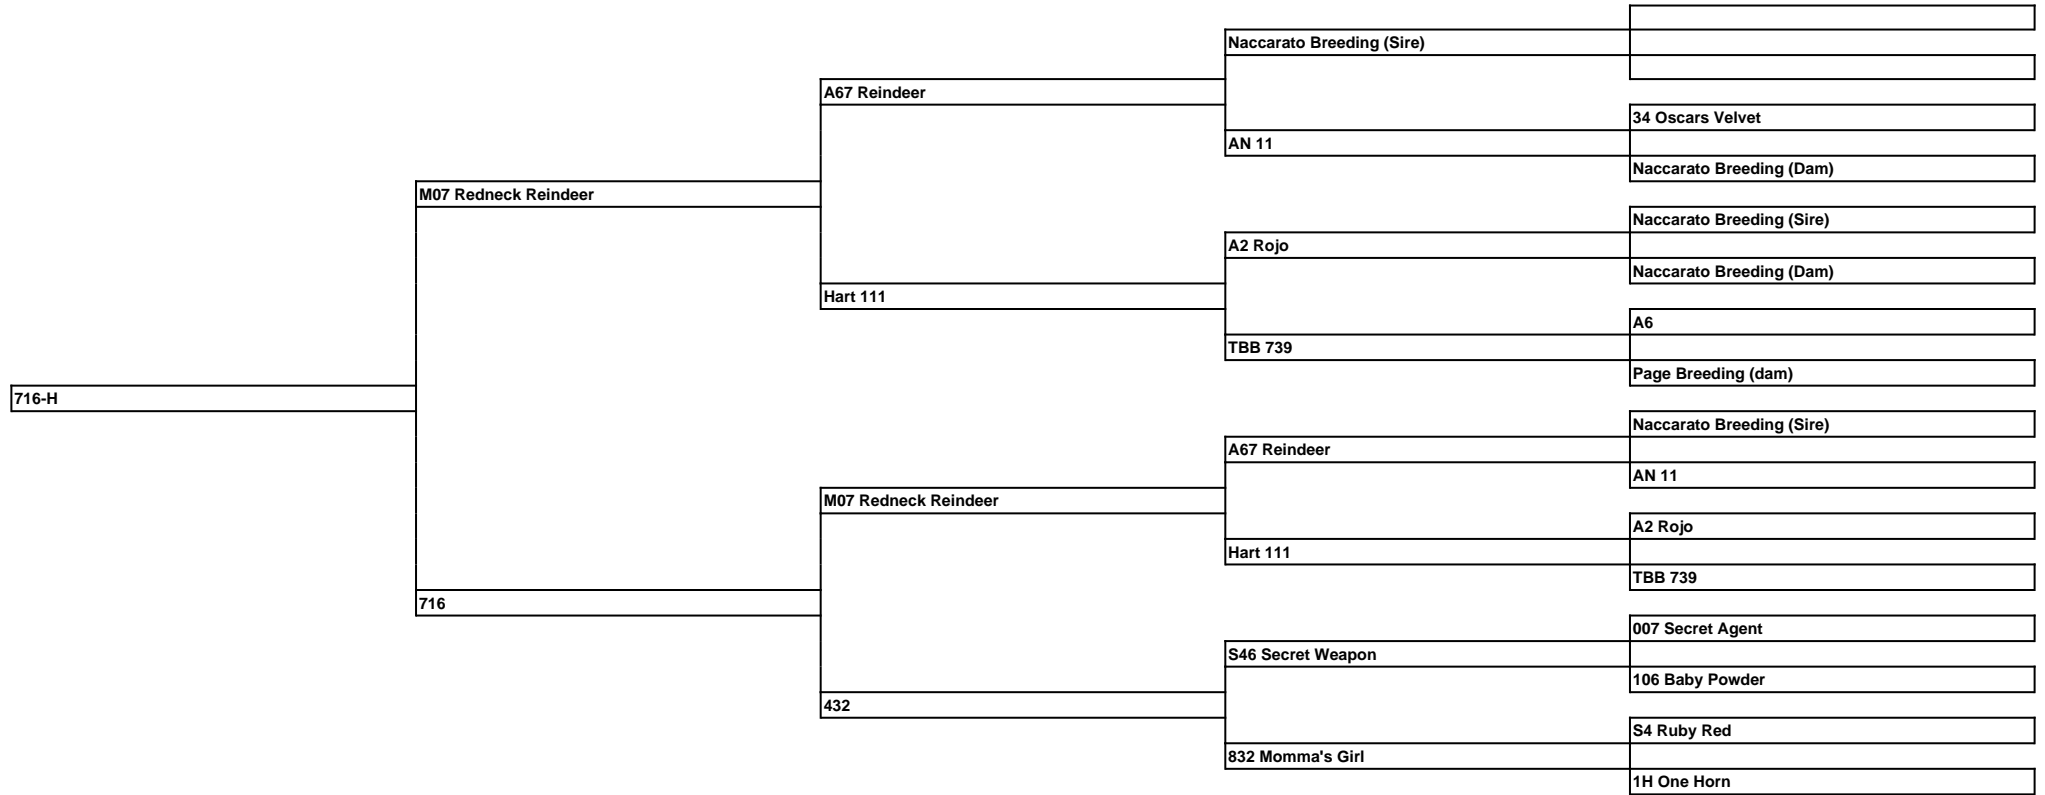 Naccarato Breeding (Sire)
A67 Reindeer
34 Oscars Velvet
AN 11
Naccarato Breeding (Dam)
M07 Redneck Reindeer
Naccarato Breeding (Sire)
A2 Rojo
Naccarato Breeding (Dam)
Hart 111
A6
TBB 739
Page Breeding (dam)
716-H
Naccarato Breeding (Sire)
A67 Reindeer
AN 11
M07 Redneck Reindeer
A2 Rojo
Hart 111
TBB 739
716
007 Secret Agent
S46 Secret Weapon
106 Baby Powder
432
S4 Ruby Red
832 Momma's Girl
1H One Horn